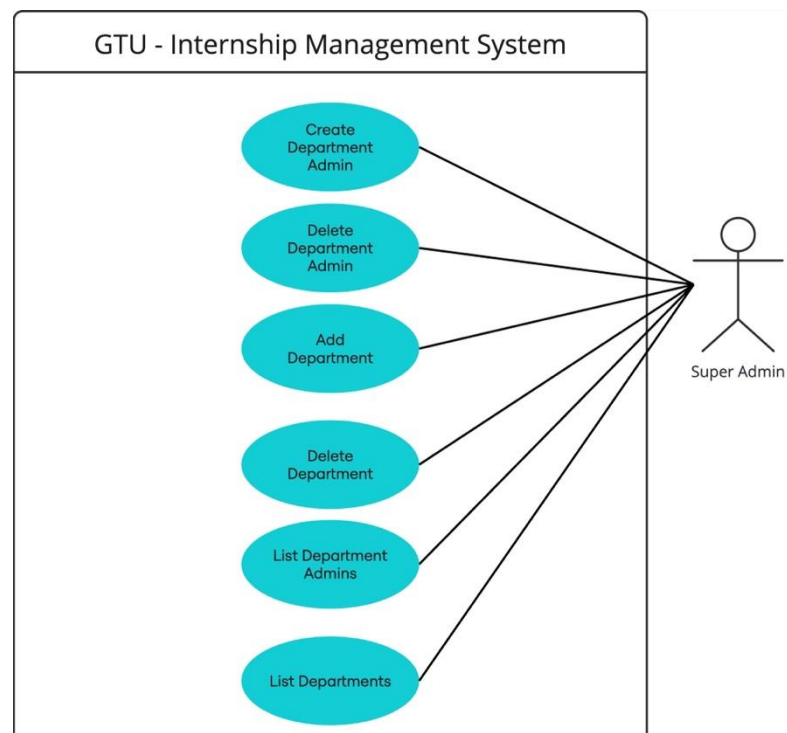 GTU - Internship Management System
Create
Department
Admin
Delete
Department
Admin
Add
Department
Delete
Department
List Department
Admins
List Departments
Super Admin